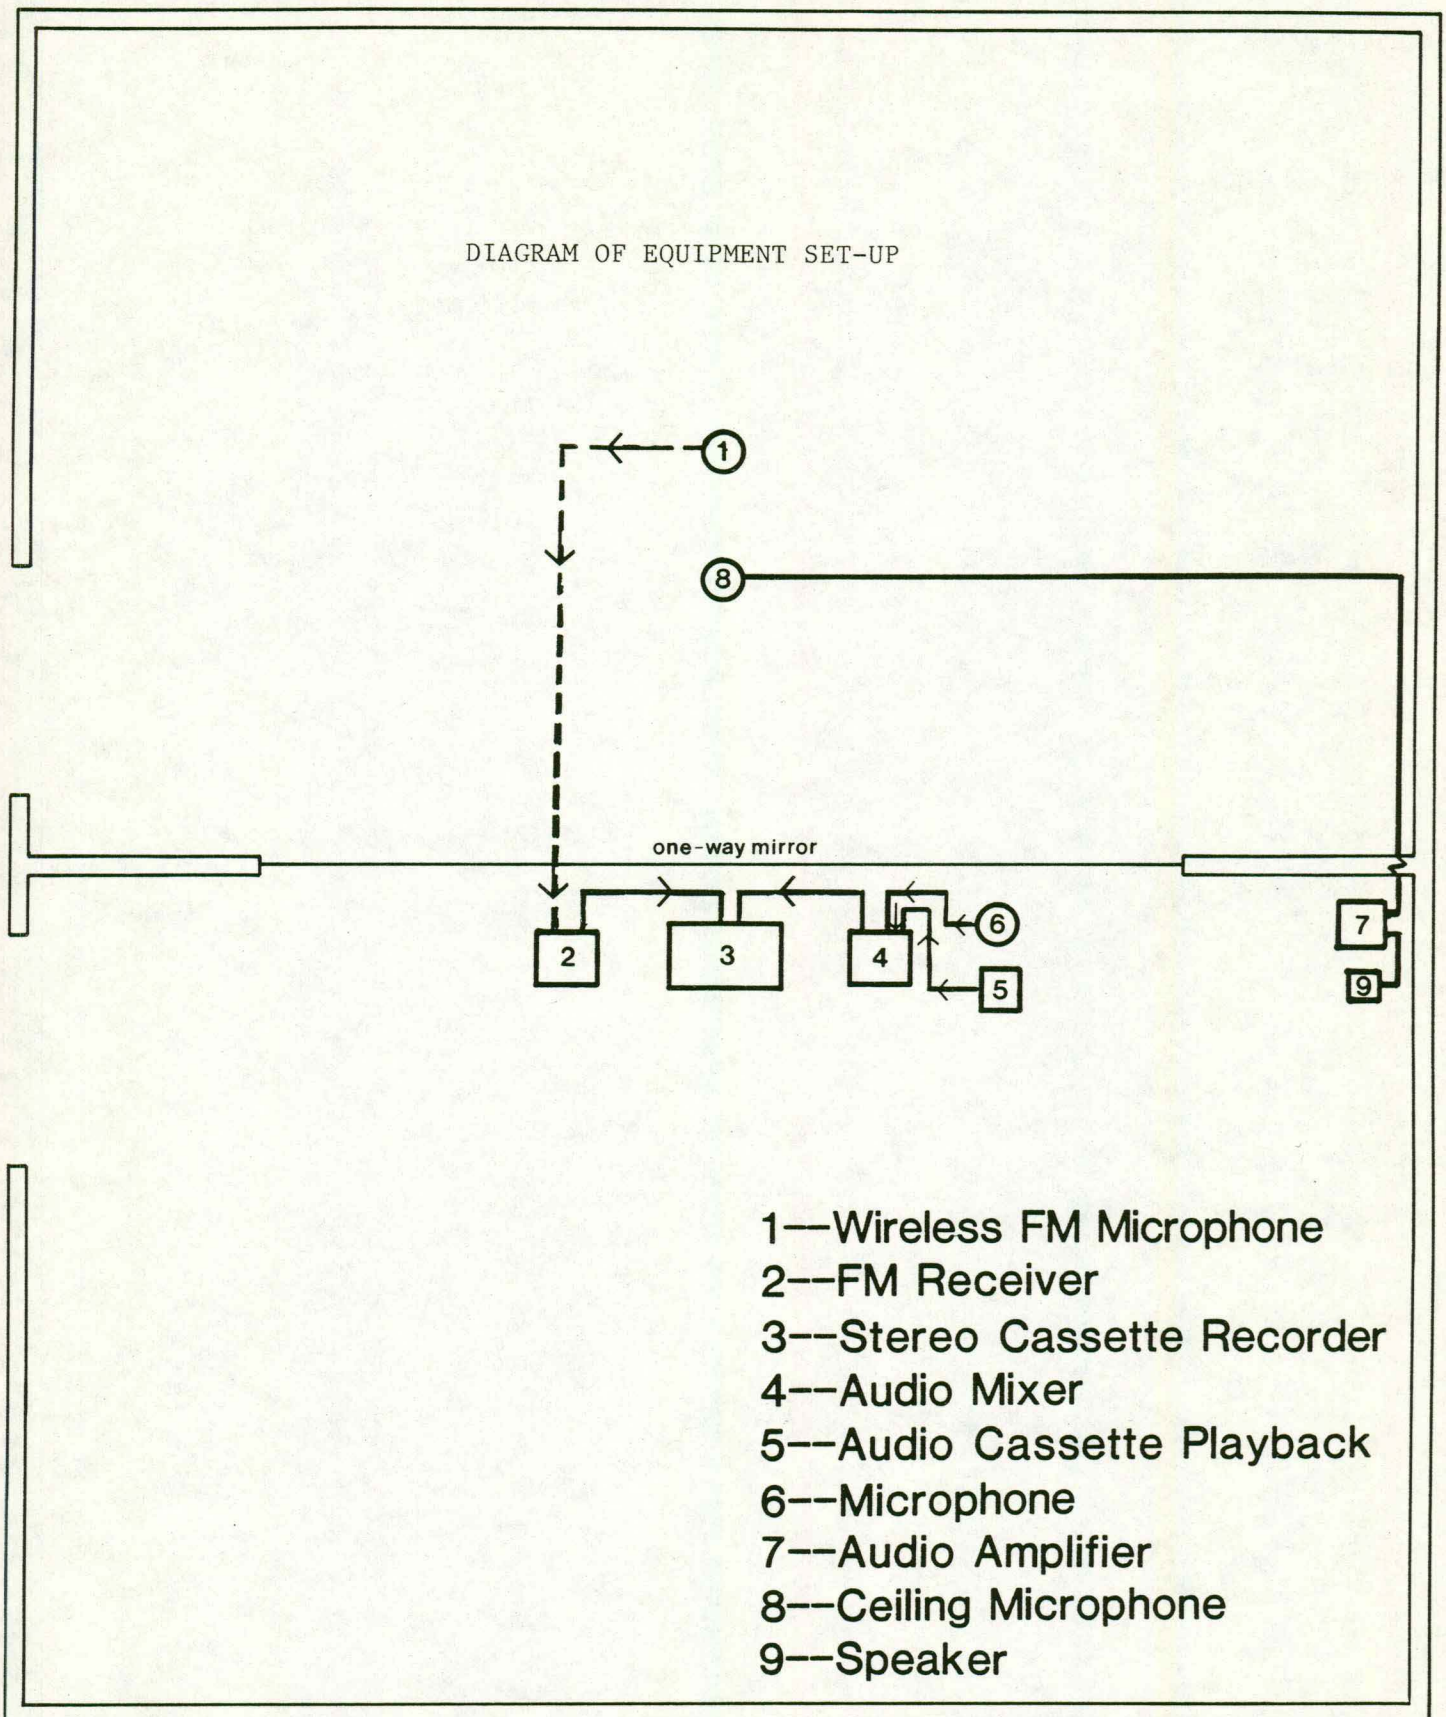 DIAGRAM OF EQUIPMENT SET-UP
1
8
one-way mirror
2
3
4
6
5
7
9
1--Wireless FM Microphone
2--FM Receiver
3--Stereo Cassette Recorder
4--Audio Mixer
5--Audio Cassette Playback
6--Microphone
7--Audio Amplifier
8--Ceiling Microphone
9--Speaker